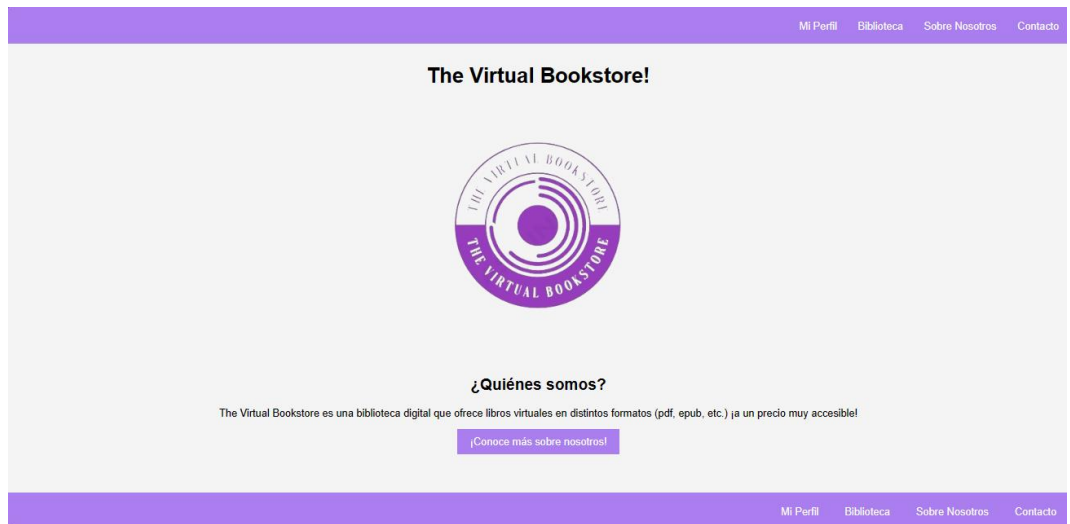 Mi Perfil Biblioteca Sobre Nosotros Contacto
The Virtual Bookstore!
THE VIRTUAL BOOKSTORE
THE VIRTUAL BOOKSTORE
¿Quiénes somos?
The Virtual Bookstore es una biblioteca digital que ofrece libros virtuales en distintos formatos (pdf, epub, etc.) ¡a un precio muy accesible!
¡Conoce más sobre nosotros!
Mi Perfil Biblioteca Sobre Nosotros Contacto